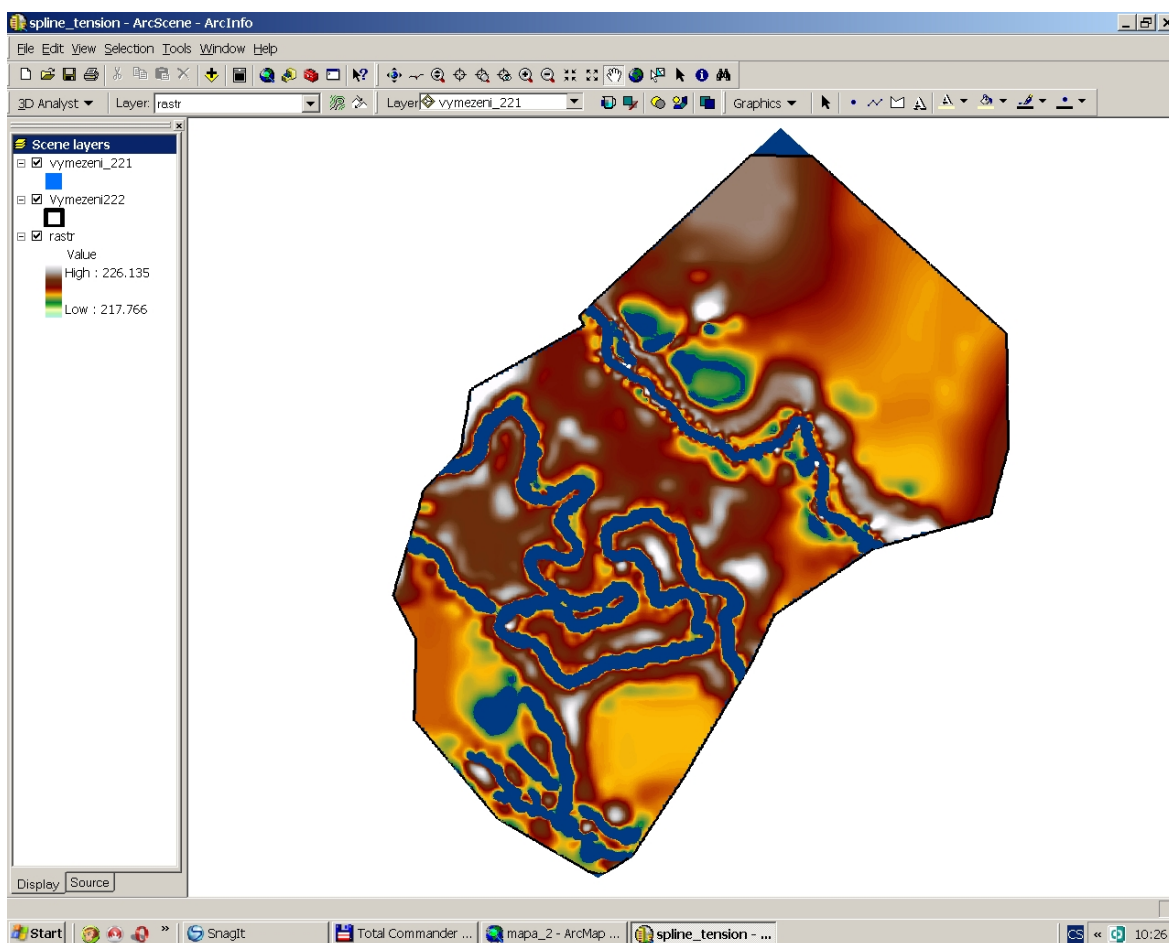 spline_tension - ArcScene - ArcInfo
File Edit View Selection Tools Window Help
3D Analyst Layer: rastr Layer vymezeni_221 Graphics
Scene layers
vymezeni_221
Vymezeni222
rastr
Value
High : 226.135
Low : 217.766
Display Source
Start » SnagIt Total Commander ... mapa_2 - ArcMap ... spline_tension - ... CS « 10:26